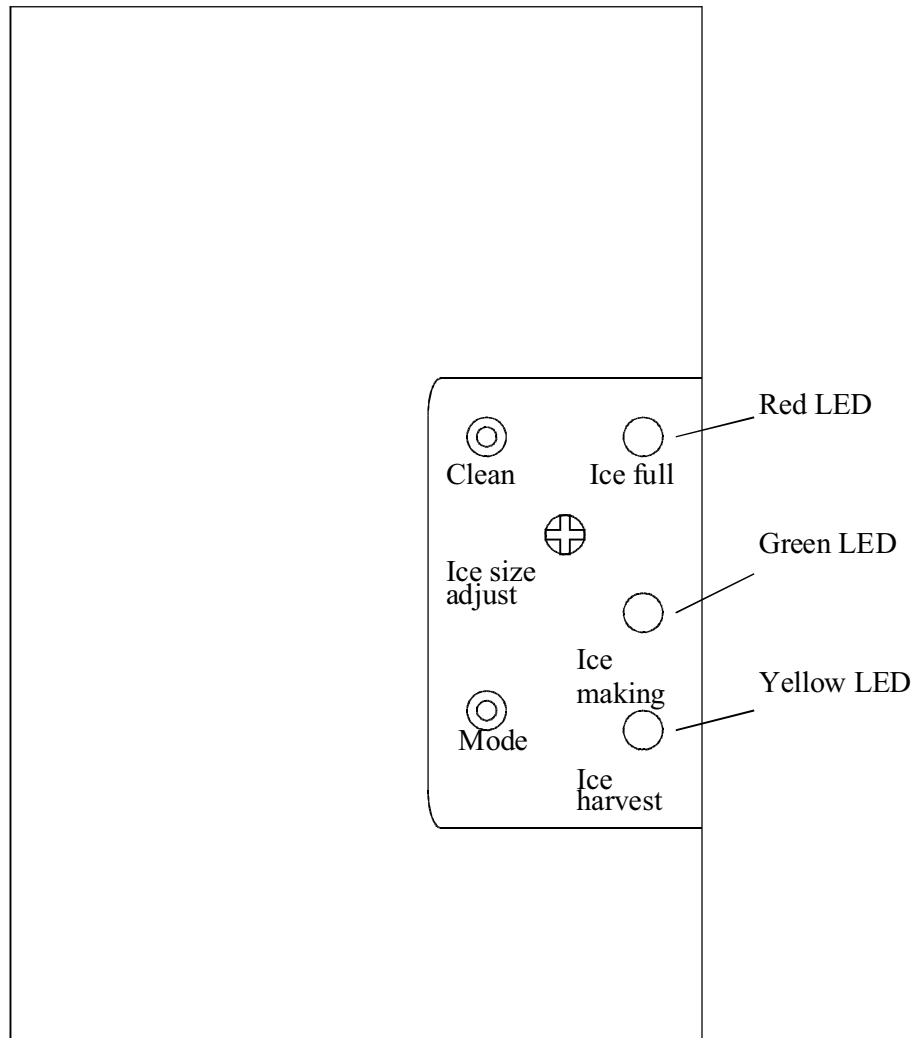 Red LED
Clean
Ice full
Ice size
adjust
Green LED
Ice
making
Yellow LED
Mode
Ice
harvest